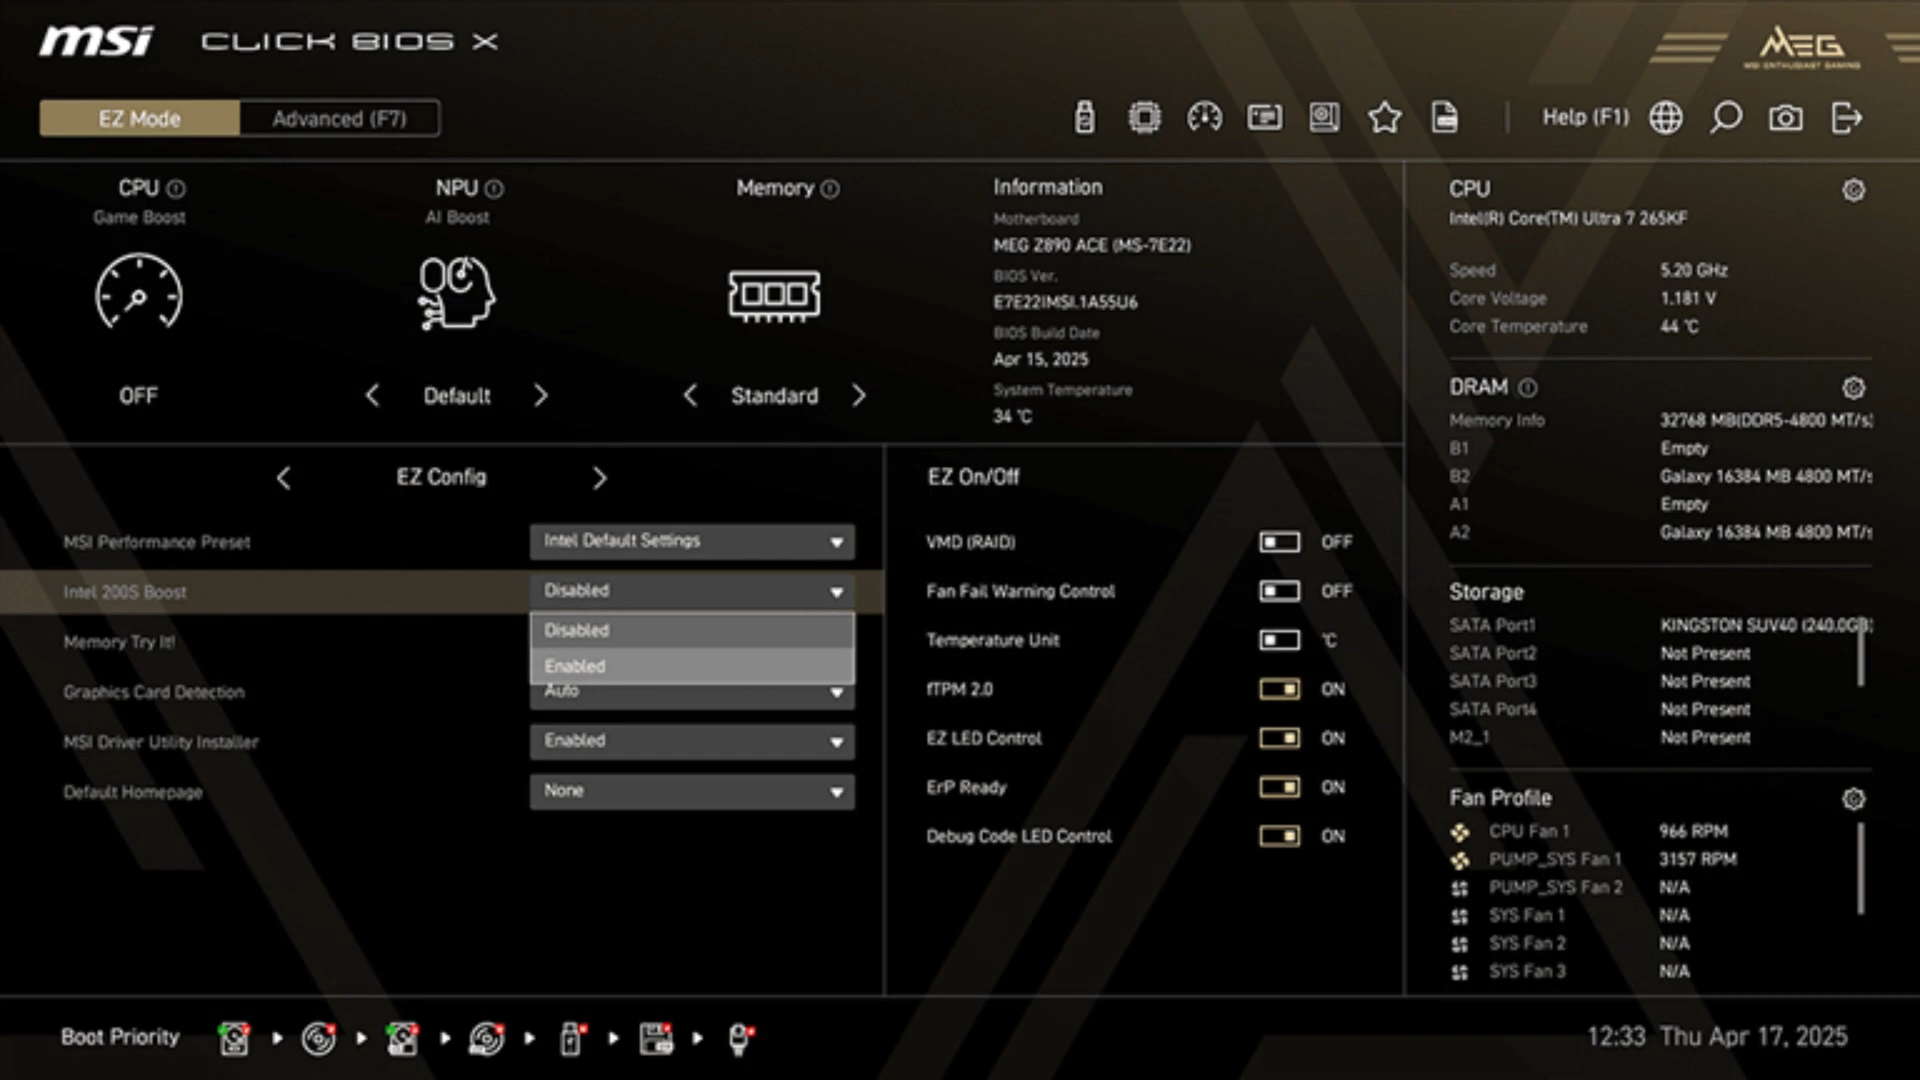 msi CLICK BIOS X
MEG
MSI ENTHUSIAST GAMING
EZ Mode
Advanced (F7)
Help (F1)
CPU
Game Boost
OFF
NPU
AI Boost
Default
Memory
Standard
Information
Motherboard
MEG Z890 ACE (MS-7E22)
BIOS Ver.
E7E22IMSI.1A55U6
BIOS Build Date
Apr 15, 2025
System Temperature
34 °C
EZ Config
MSI Performance Preset Intel Default Settings
Intel 200S Boost Disabled
Disabled
Memory Try It!
Enabled
Graphics Card Detection Auto
MSI Driver Utility Installer Enabled
Default Homepage None
EZ On/Off
VMD (RAID) OFF
Fan Fail Warning Control OFF
Temperature Unit °C
fTPM 2.0 ON
EZ LED Control ON
ErP Ready ON
Debug Code LED Control ON
CPU
Intel(R) Core(TM) Ultra 7 265KF
Speed 5.20 GHz
Core Voltage 1.181 V
Core Temperature 44 °C
DRAM
Memory Info 32768 MB(DDR5-4800 MT/s)
B1 Empty
B2 Galaxy 16384 MB 4800 MT/s
A1 Empty
A2 Galaxy 16384 MB 4800 MT/s
Storage
SATA Port1 KINGSTON SUV40 (240.0GB)
SATA Port2 Not Present
SATA Port3 Not Present
SATA Port4 Not Present
M2_1 Not Present
Fan Profile
CPU Fan 1 966 RPM
PUMP_SYS Fan 1 3157 RPM
PUMP_SYS Fan 2 N/A
SYS Fan 1 N/A
SYS Fan 2 N/A
SYS Fan 3 N/A
Boot Priority
12:33 Thu Apr 17, 2025